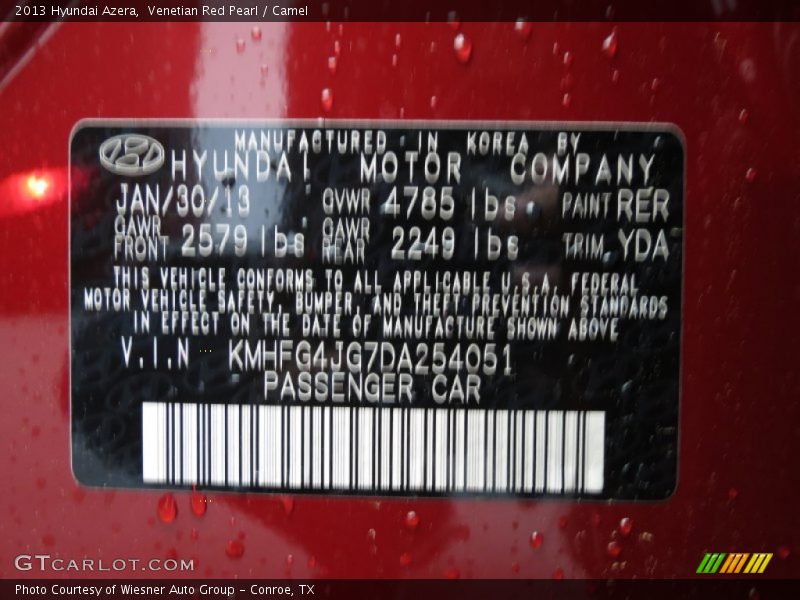 2013 Hyundai Azera, Venetian Red Pearl / Camel
MANUFACTURED IN KOREA BY
HYUNDAI MOTOR COMPANY
JAN/30/13 GVWR 4785 lbs PAINT RER
GAWR FRONT 2579 lbs GAWR REAR 2249 lbs TRIM YDA
THIS VEHICLE CONFORMS TO ALL APPLICABLE U.S.A. FEDERAL
MOTOR VEHICLE SAFETY, BUMPER, AND THEFT PREVENTION STANDARDS
IN EFFECT ON THE DATE OF MANUFACTURE SHOWN ABOVE
V.I.N ... KMHFG4JG7DA254051
PASSENGER CAR
GTCARLOT.COM
Photo Courtesy of Wiesner Auto Group - Conroe, TX